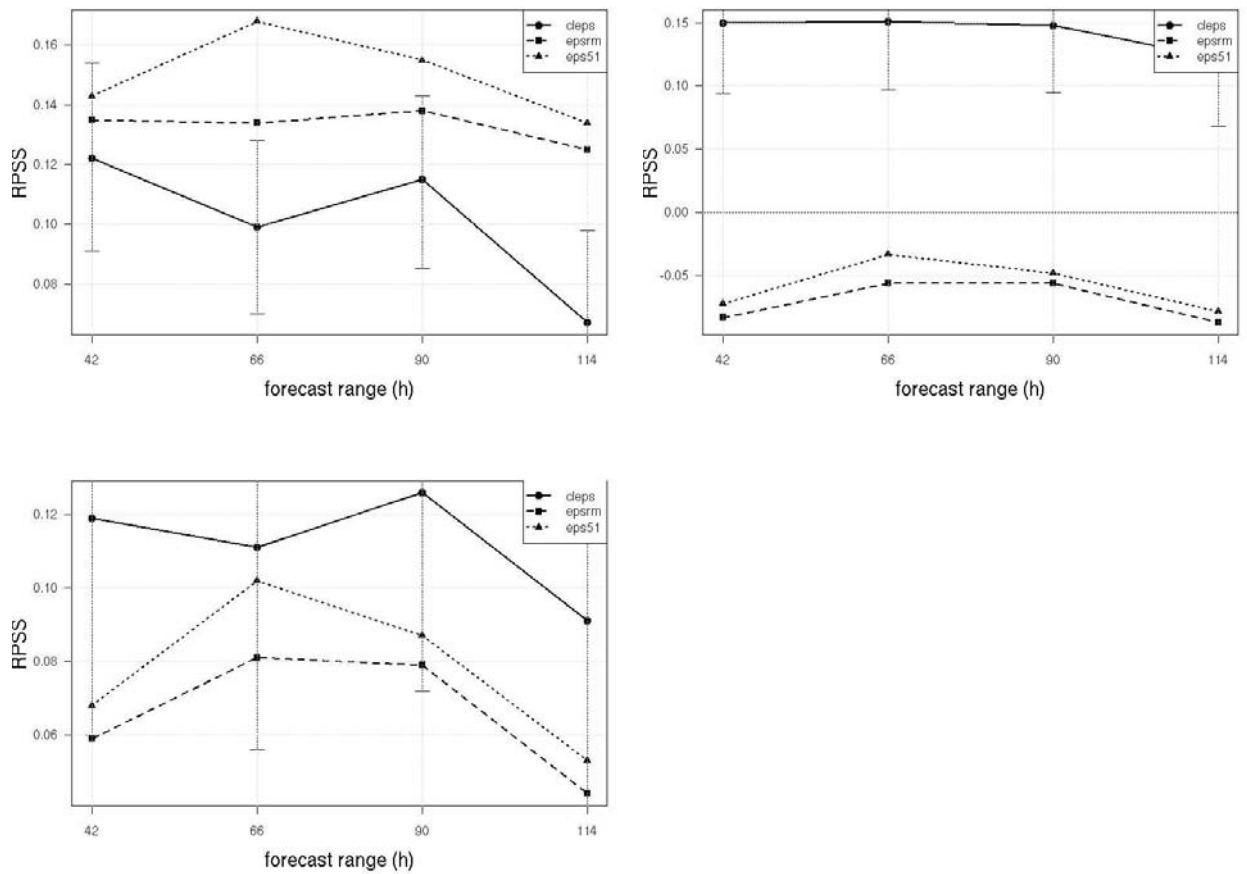 cleps
epsrm
eps51
0.16
0.14
0.12
0.10
0.08
RPSS
42
66
90
114
forecast range (h)
cleps
epsrm
eps51
0.15
0.10
0.05
0.00
-0.05
RPSS
42
66
90
114
forecast range (h)
cleps
epsrm
eps51
0.12
0.10
0.08
0.06
RPSS
42
66
90
114
forecast range (h)